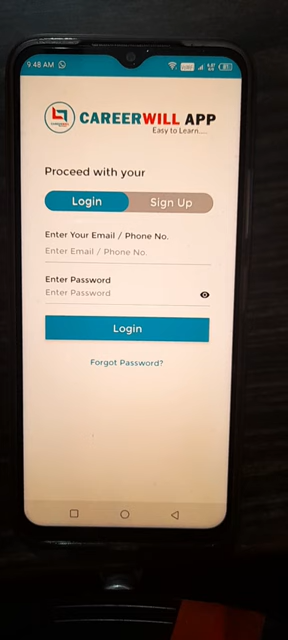 9.48 AM
CAREERWILL APP
Easy to Learn.....
Proceed with your
Login Sign Up
Enter Your Email / Phone No.
Enter Email / Phone No.
Enter Password
Enter Password
Login
Forgot Password?